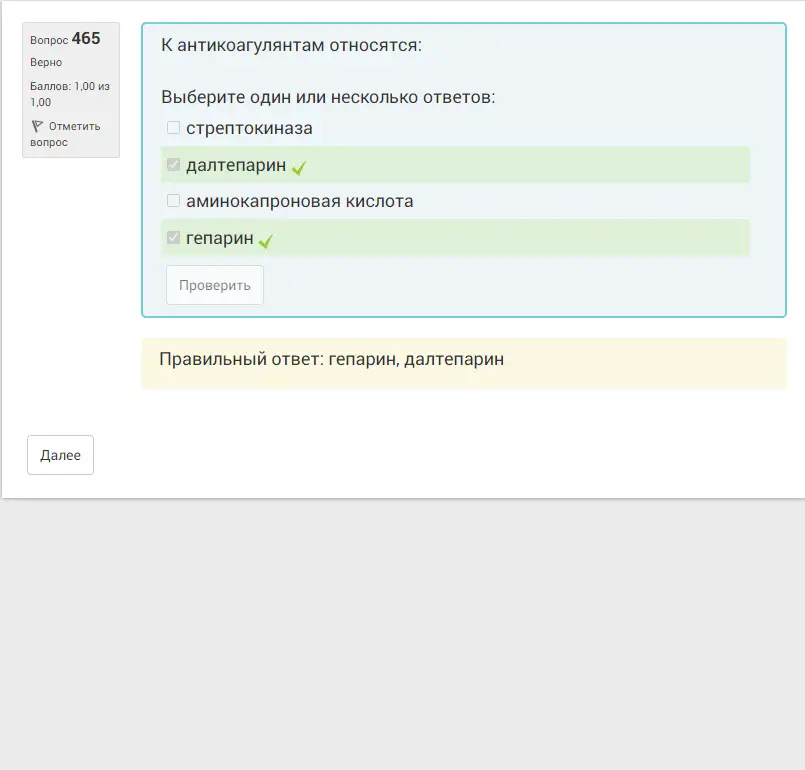 Вопрос 465
Верно
Баллов: 1,00 из
1,00
Отметить
вопрос
К антикоагулянтам относятся:
Выберите один или несколько ответов:
стрептокиназа
далтепарин
аминокапроновая кислота
гепарин
Проверить
Правильный ответ: гепарин, далтепарин
Далее